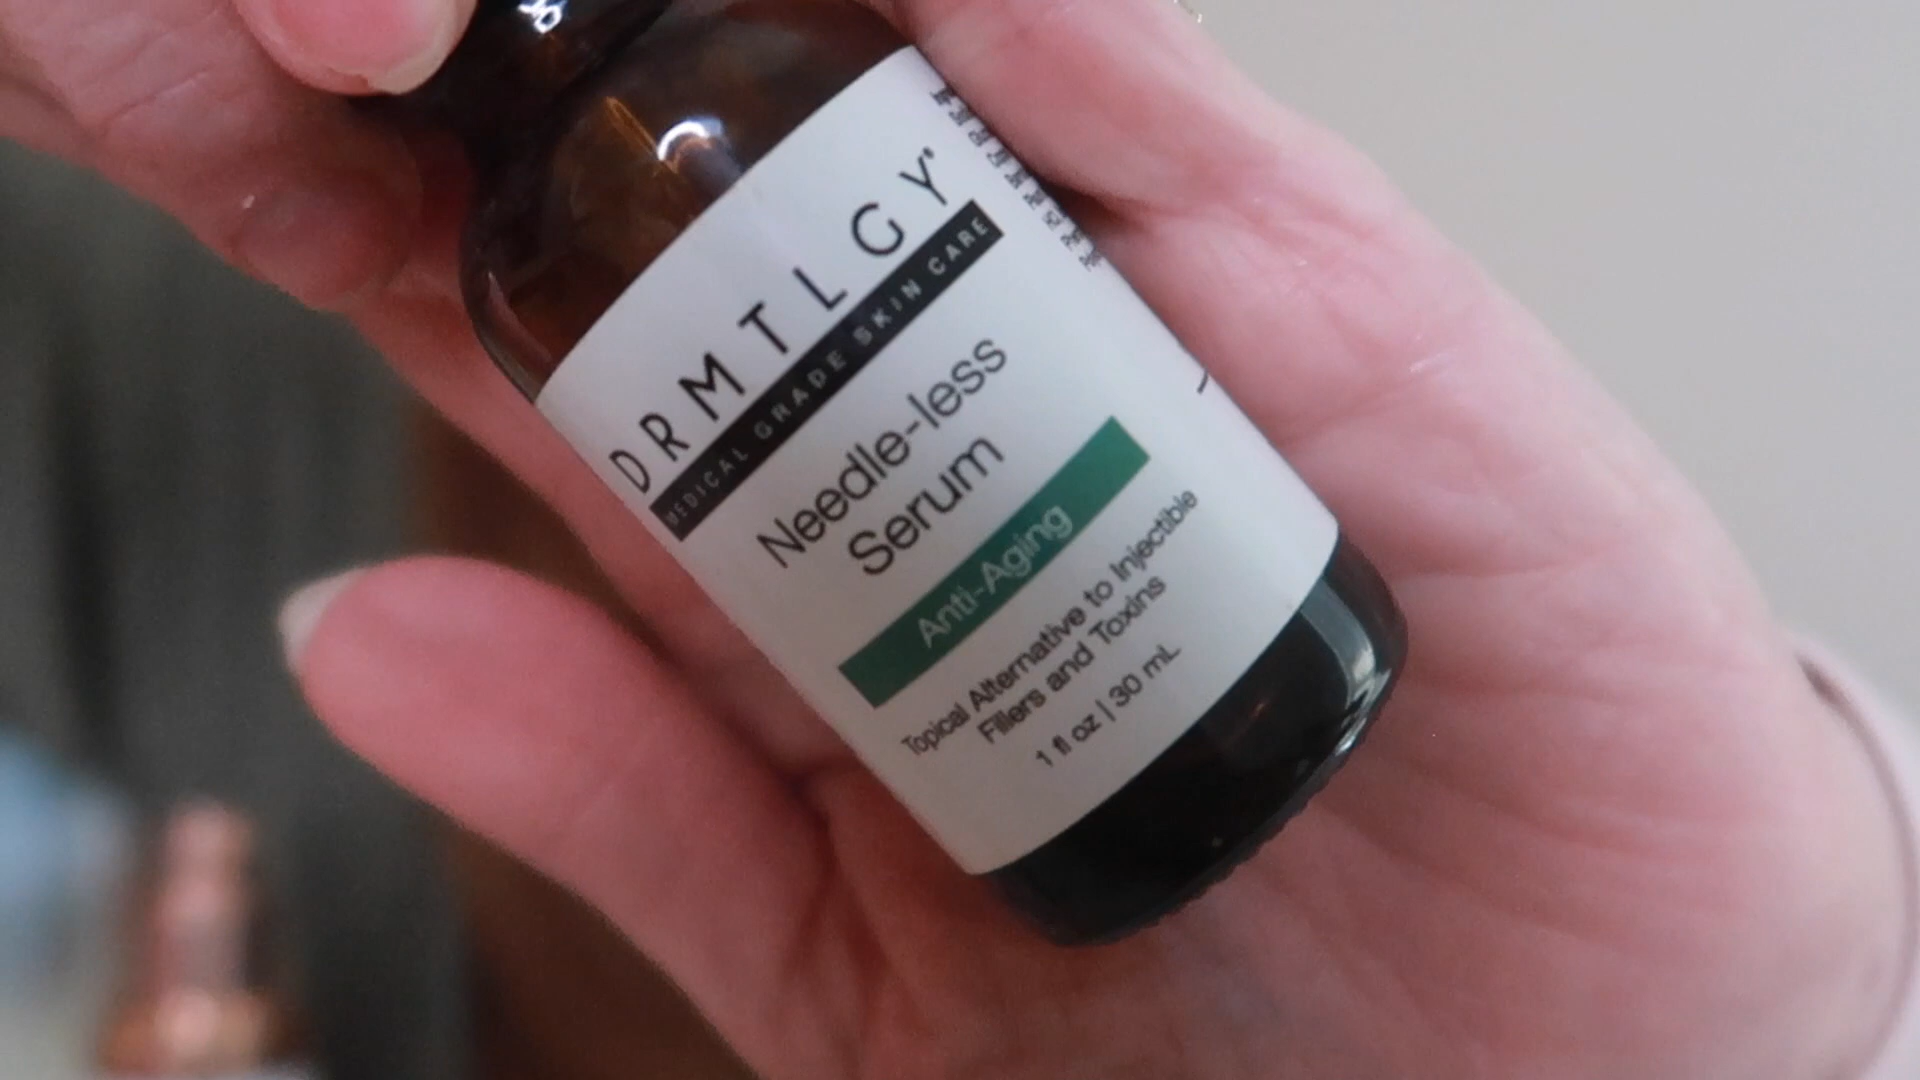 DRMTLGY®
MEDICAL GRADE SKIN CARE
Needle-less
Serum
Anti-Aging
Topical Alternative to Injectible
Fillers and Toxins
1 fl oz | 30 mL